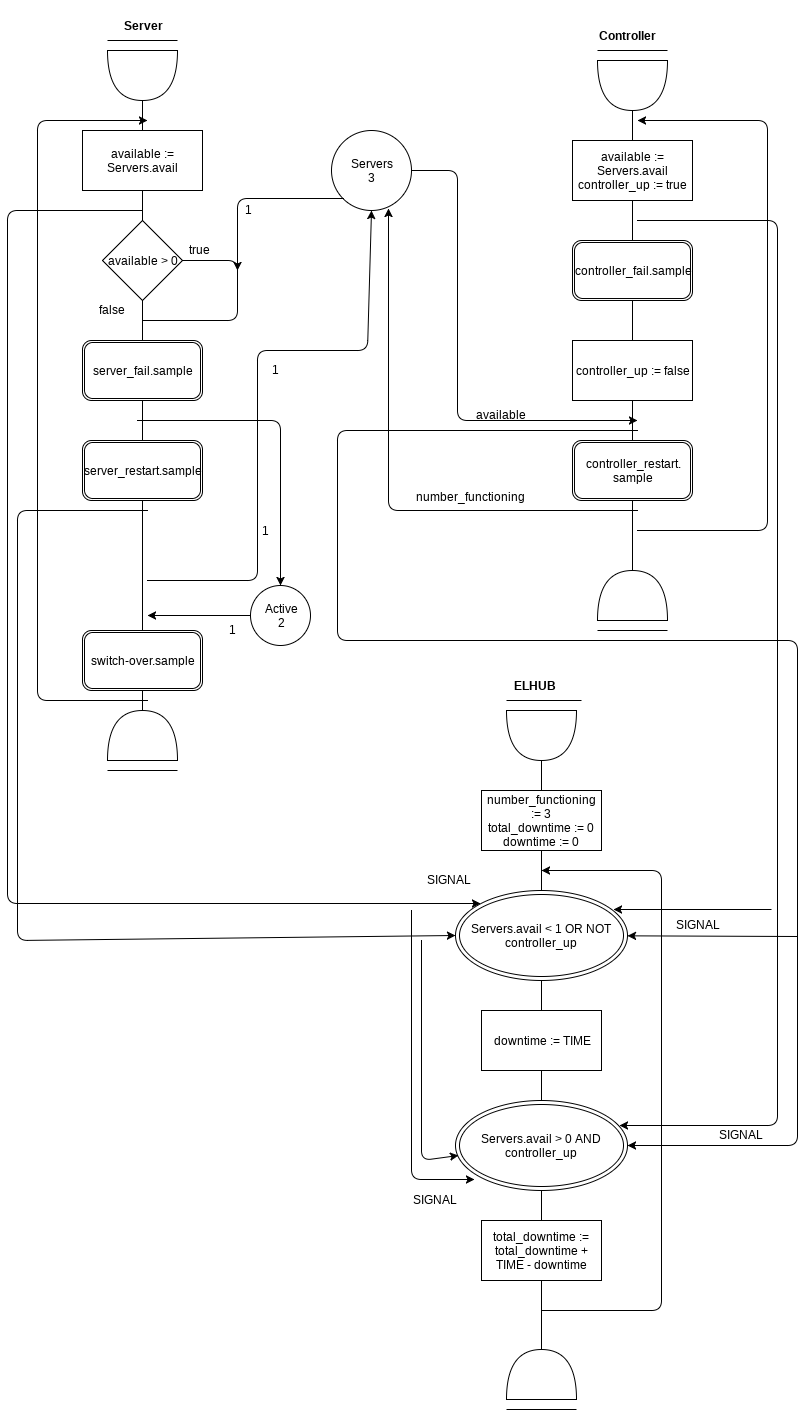 Server
available :=
Servers.avail
available > 0
true
false
server_fail.sample
server_restart.sample
switch-over.sample
Servers
3
1
1
1
Active
2
1
available
number_functioning
Controller
available :=
Servers.avail
controller_up := true
controller_fail.sample
controller_up := false
controller_restart.
sample
ELHUB
number_functioning
:= 3
total_downtime := 0
downtime := 0
SIGNAL
Servers.avail < 1 OR NOT
controller_up
SIGNAL
downtime := TIME
Servers.avail > 0 AND
controller_up
SIGNAL
SIGNAL
total_downtime :=
total_downtime +
TIME - downtime